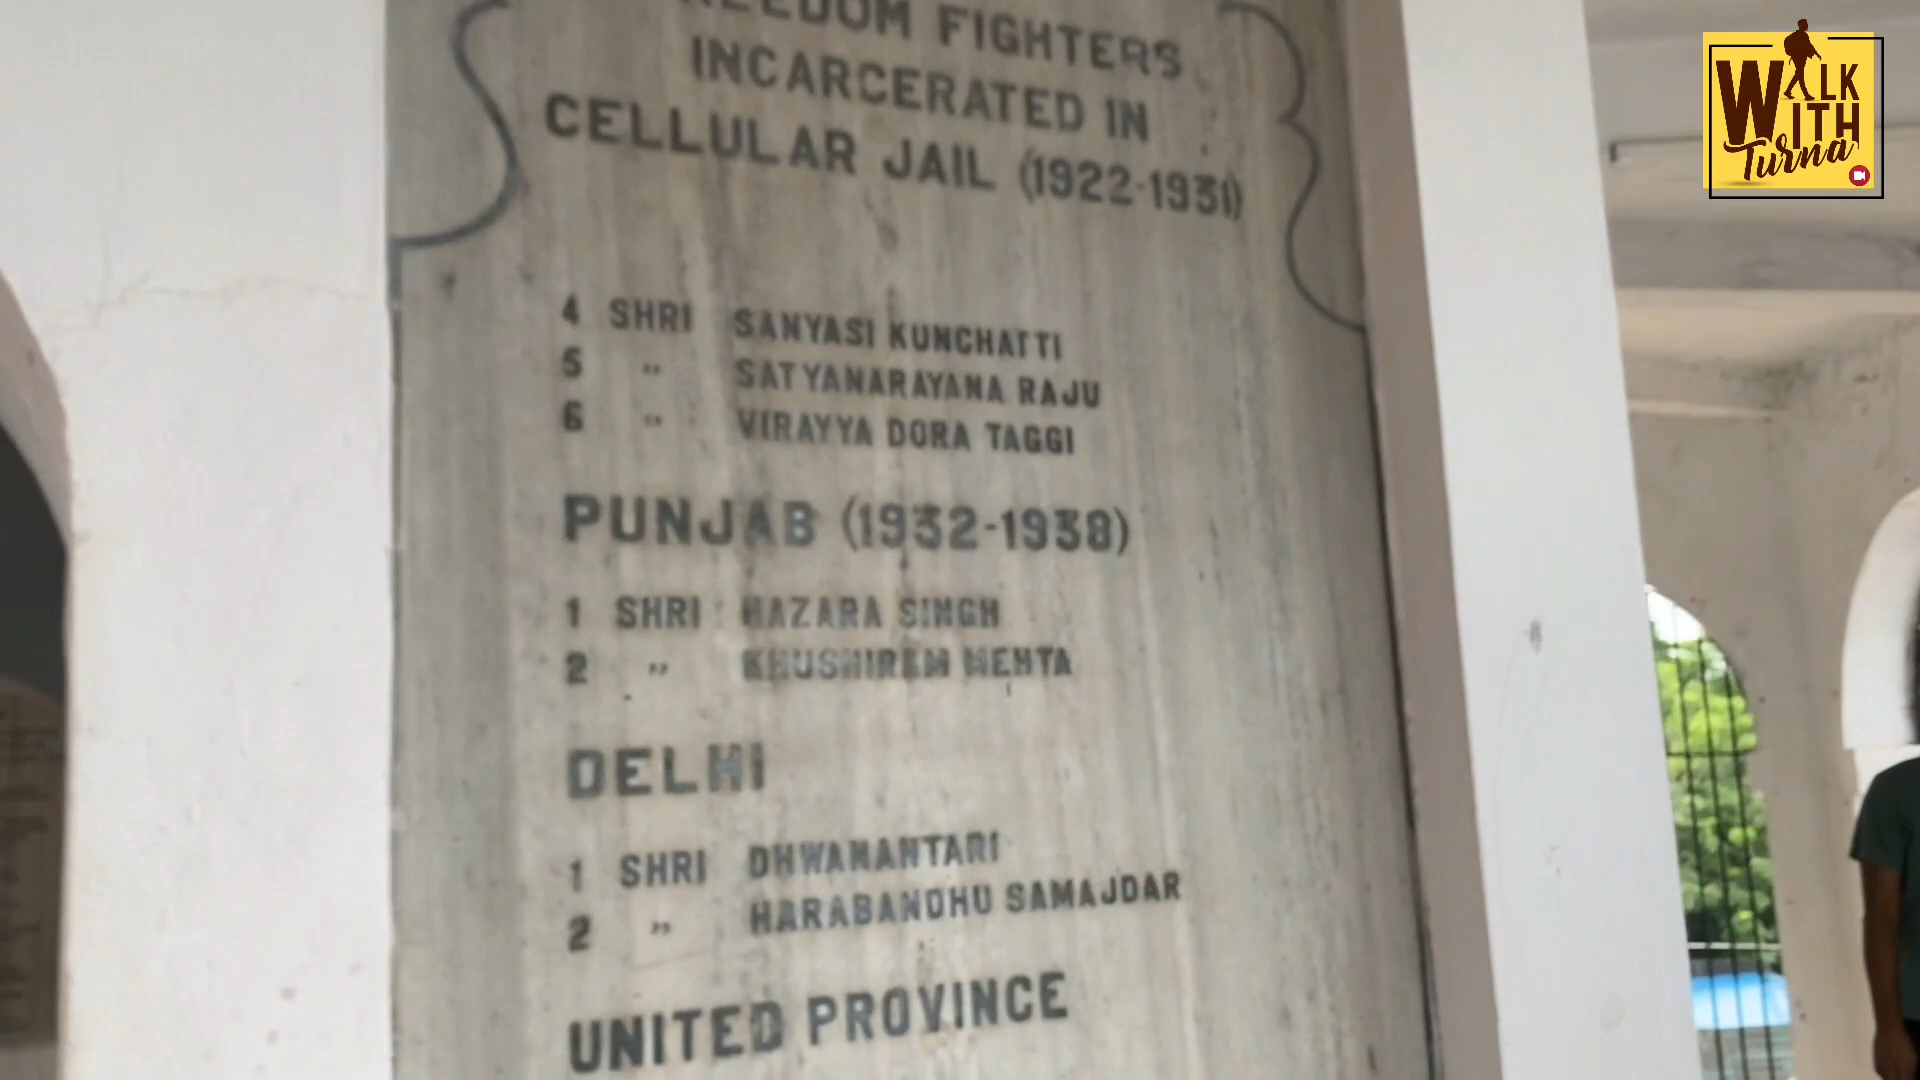 FREEDOM FIGHTERS
INCARCERATED IN
CELLULAR JAIL (1922-1931)
4 SHRI SANYASI KUNCHATTI
5 " SATYANARAYANA RAJU
6 " VIRAYYA DORA TAGGI
PUNJAB (1932-1938)
1 SHRI HAZARA SINGH
2 " KHUSHIRAM MEHTA
DELHI
1 SHRI DHWANANTARI
2 " HARABANDHU SAMAJDAR
UNITED PROVINCE
WALK
WITH
Turna